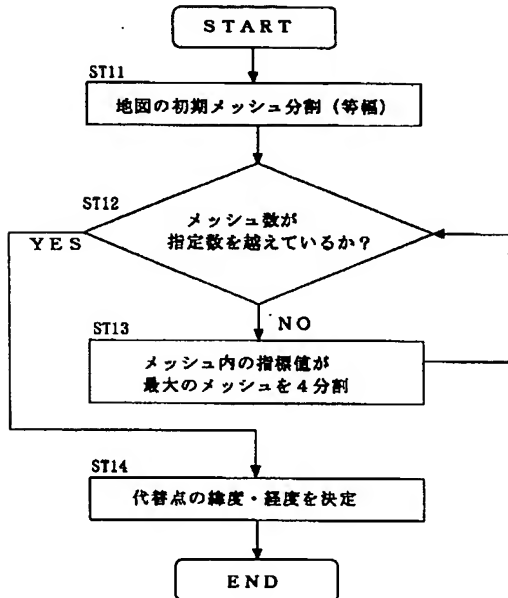 START
ST11
地図の初期メッシュ分割（等幅）
ST12
メッシュ数が
指定数を越えているか？
YES
NO
ST13
メッシュ内の指標値が
最大のメッシュを4分割
ST14
代替点の緯度・経度を決定
END